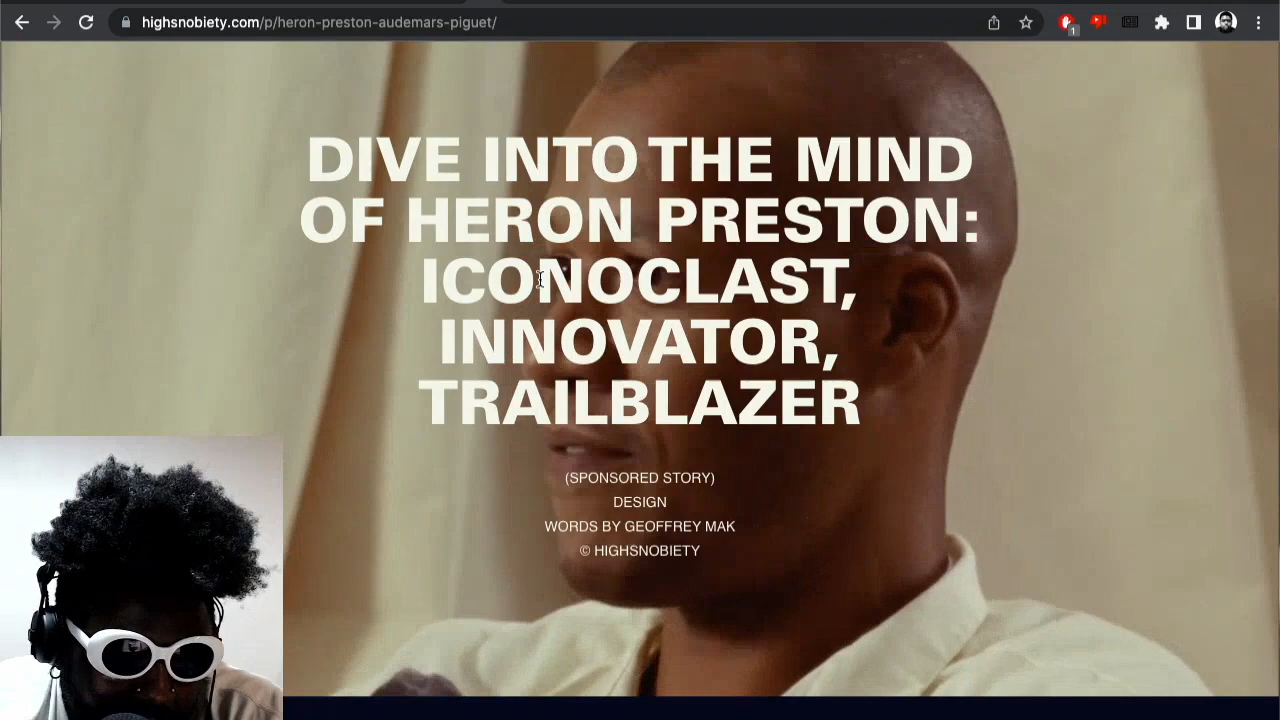 highsnobiety.com/p/heron-preston-audemars-piguet/
1
DIVE INTO THE MIND
OF HERON PRESTON:
ICONOCLAST,
INNOVATOR,
TRAILBLAZER
(SPONSORED STORY)
DESIGN
WORDS BY GEOFFREY MAK
© HIGHSNOBIETY